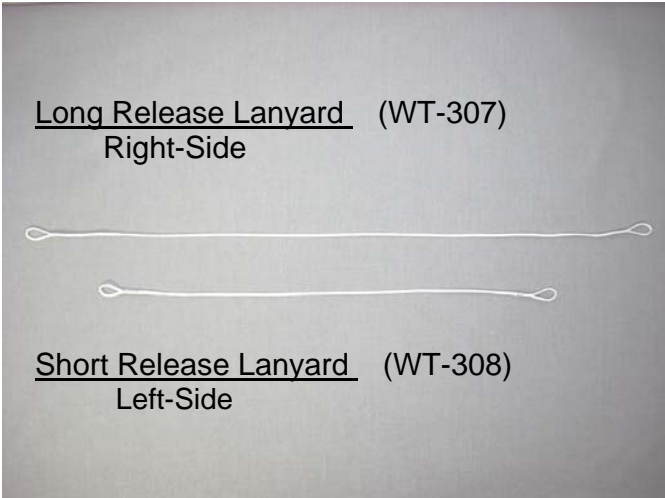 Long Release Lanyard (WT-307)
Right-Side
Short Release Lanyard (WT-308)
Left-Side